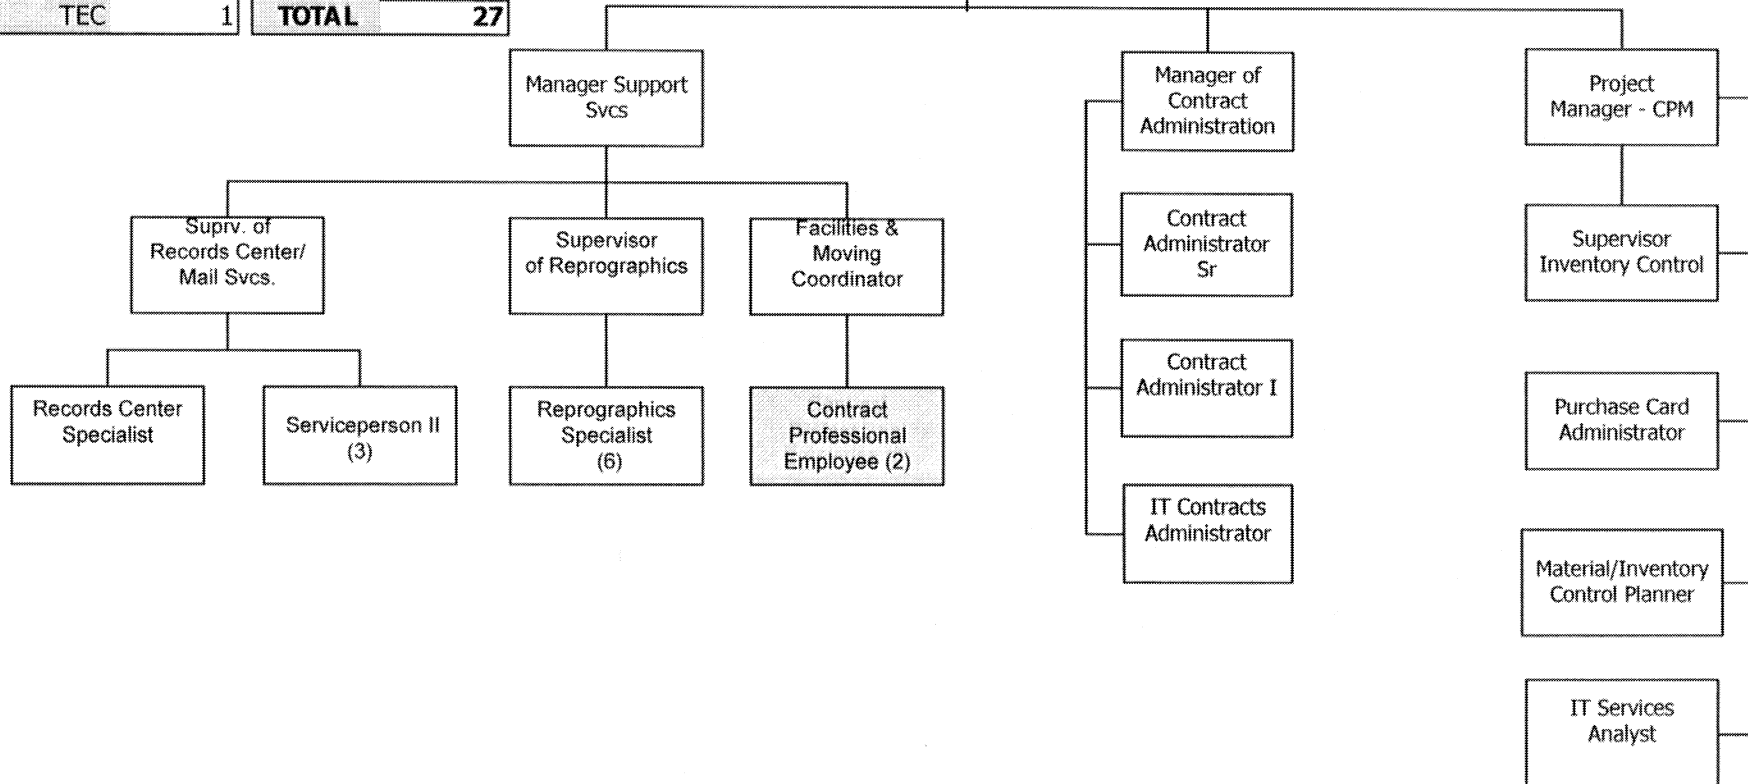 TEC 1 TOTAL 27
Manager Support
Svcs
Manager of
Contract
Administration
Project
Manager - CPM
Suprv. of
Records Center/
Mail Svcs.
Supervisor
of Reprographics
Facilities &
Moving
Coordinator
Contract
Administrator
Sr
Supervisor
Inventory Control
Contract
Administrator I
Records Center
Specialist
Serviceperson II
(3)
Reprographics
Specialist
(6)
Contract
Professional
Employee (2)
Purchase Card
Administrator
IT Contracts
Administrator
Material/Inventory
Control Planner
IT Services
Analyst